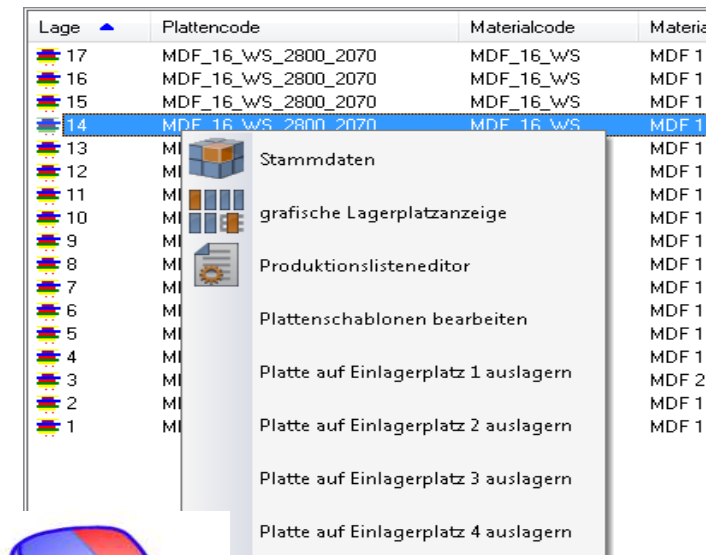 Lage Plattencode Materialcode
17 MDF_16_WS_2800_2070 MDF_16_WS MDF 1
16 MDF_16_WS_2800_2070 MDF_16_WS MDF 1
15 MDF_16_WS_2800_2070 MDF_16_WS MDF 1
14 MDF_16_WS_2800_2070 MDF_16_WS MDF 1
13 MDF 1
12 MDF 1
11 MDF 1
10 MDF 1
9 MDF 1
8 MDF 1
7 MDF 1
6 MDF 1
5 MDF 1
4 MDF 1
3 MDF 2
2 MDF 1
1 MDF 1
Stammdaten
grafische Lagerplatzanzeige
Produktionslisteneditor
Plattenschablonen bearbeiten
Platte auf Einlagerplatz 1 auslagern
Platte auf Einlagerplatz 2 auslagern
Platte auf Einlagerplatz 3 auslagern
Platte auf Einlagerplatz 4 auslagern